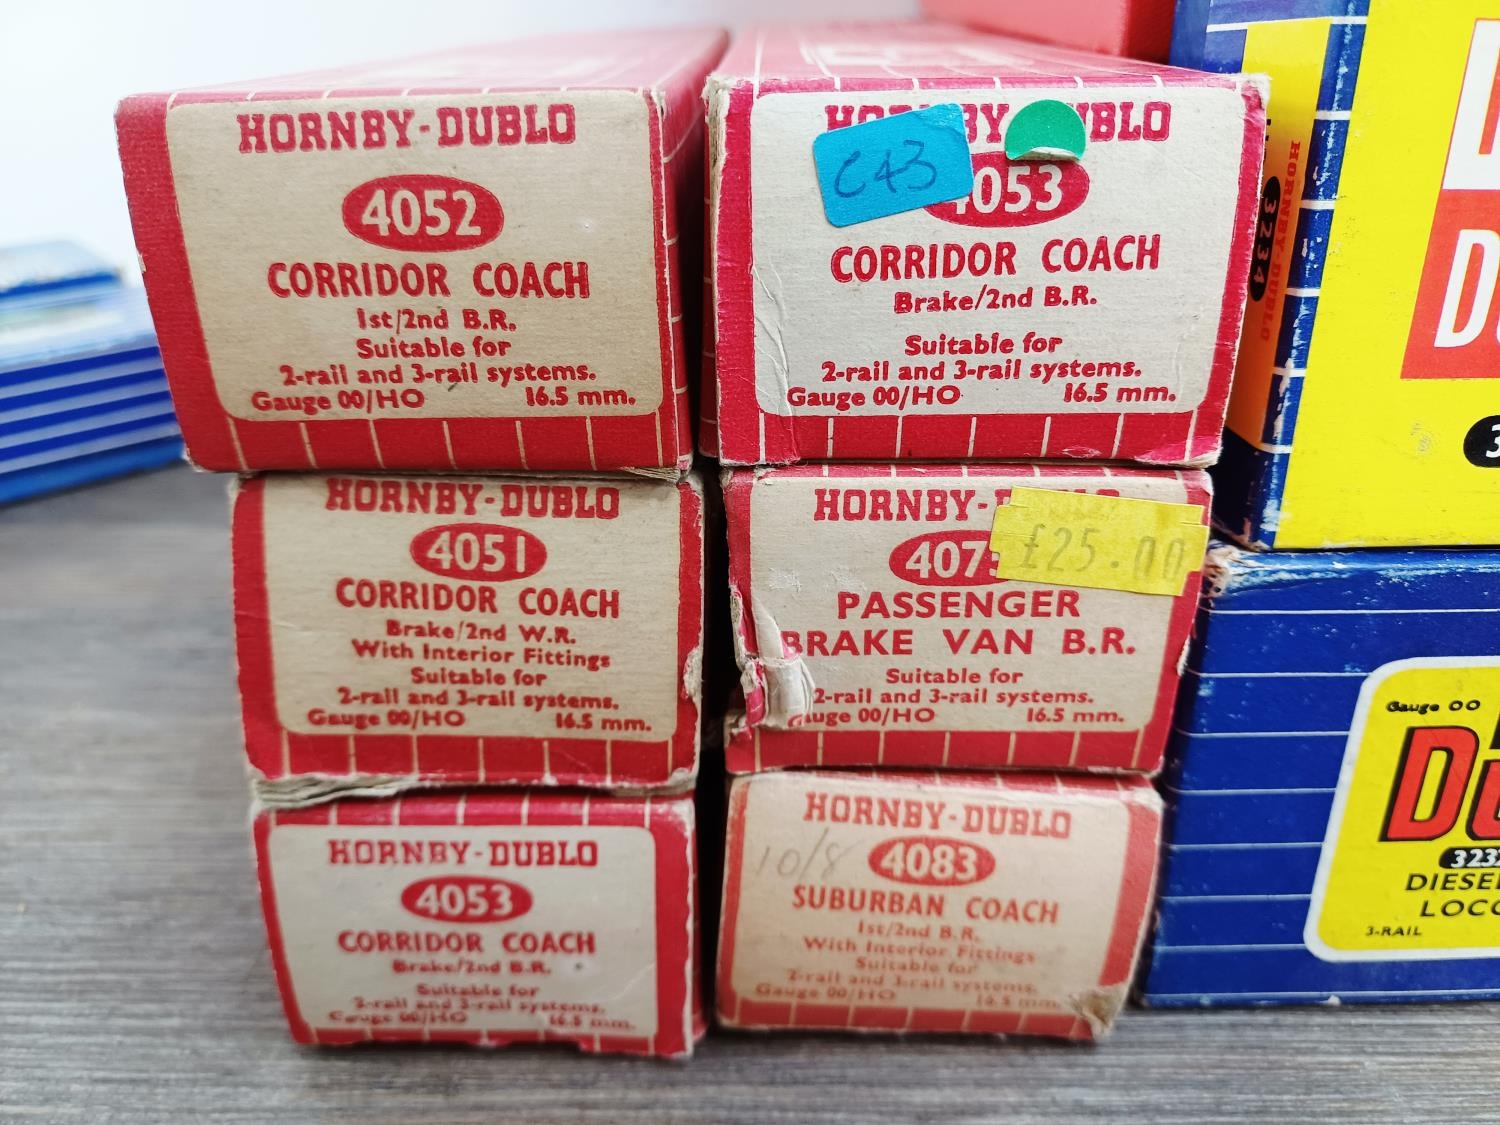 HORNBY-DUBLO
4052
CORRIDOR COACH
1st/2nd B.R.
Suitable for
2-rail and 3-rail systems.
Gauge 00/HO 16.5 mm.
HORNBY DUBLO
C43
4053
CORRIDOR COACH
Brake/2nd B.R.
Suitable for
2-rail and 3-rail systems.
Gauge 00/HO 16.5 mm.
HORNBY-DUBLO
4051
CORRIDOR COACH
Brake/2nd W.R.
With Interior Fittings
Suitable for
2-rail and 3-rail systems.
Gauge 00/HO 16.5 mm.
HORNBY-
£25.00
407
PASSENGER
BRAKE VAN B.R.
Suitable for
2-rail and 3-rail systems.
Gauge 00/HO 16.5 mm.
HORNBY-DUBLO
4053
CORRIDOR COACH
Brake/2nd B.R.
Suitable for
2-rail and 3-rail systems.
Gauge 00/HO 16.5 mm.
HORNBY-DUBLO
10/8
4083
SUBURBAN COACH
1st/2nd B.R.
With Interior Fittings
Suitable for
2-rail and 3-rail systems.
Gauge 00/HO 16.5 mm.
HORNBY-DUBLO
3234
Gauge 00
323
DIESEL
LOCO
3-RAIL